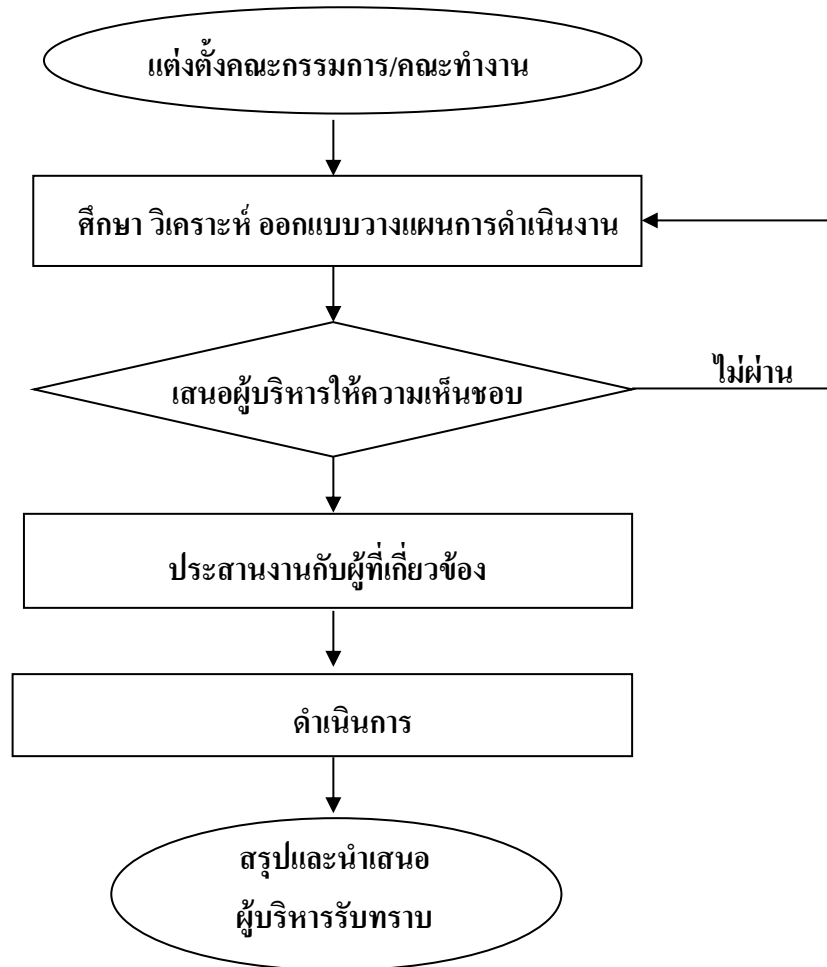 แต่งตั้งคณะกรรมการ/คณะทำงาน
ศึกษา วิเคราะห์ ออกแบบวางแผนการดำเนินงาน
เสนอผู้บริหารให้ความเห็นชอบ
ไม่ผ่าน
ประสานงานกับผู้ที่เกี่ยวข้อง
ดำเนินการ
สรุปและนำเสนอ
ผู้บริหารรับทราบ